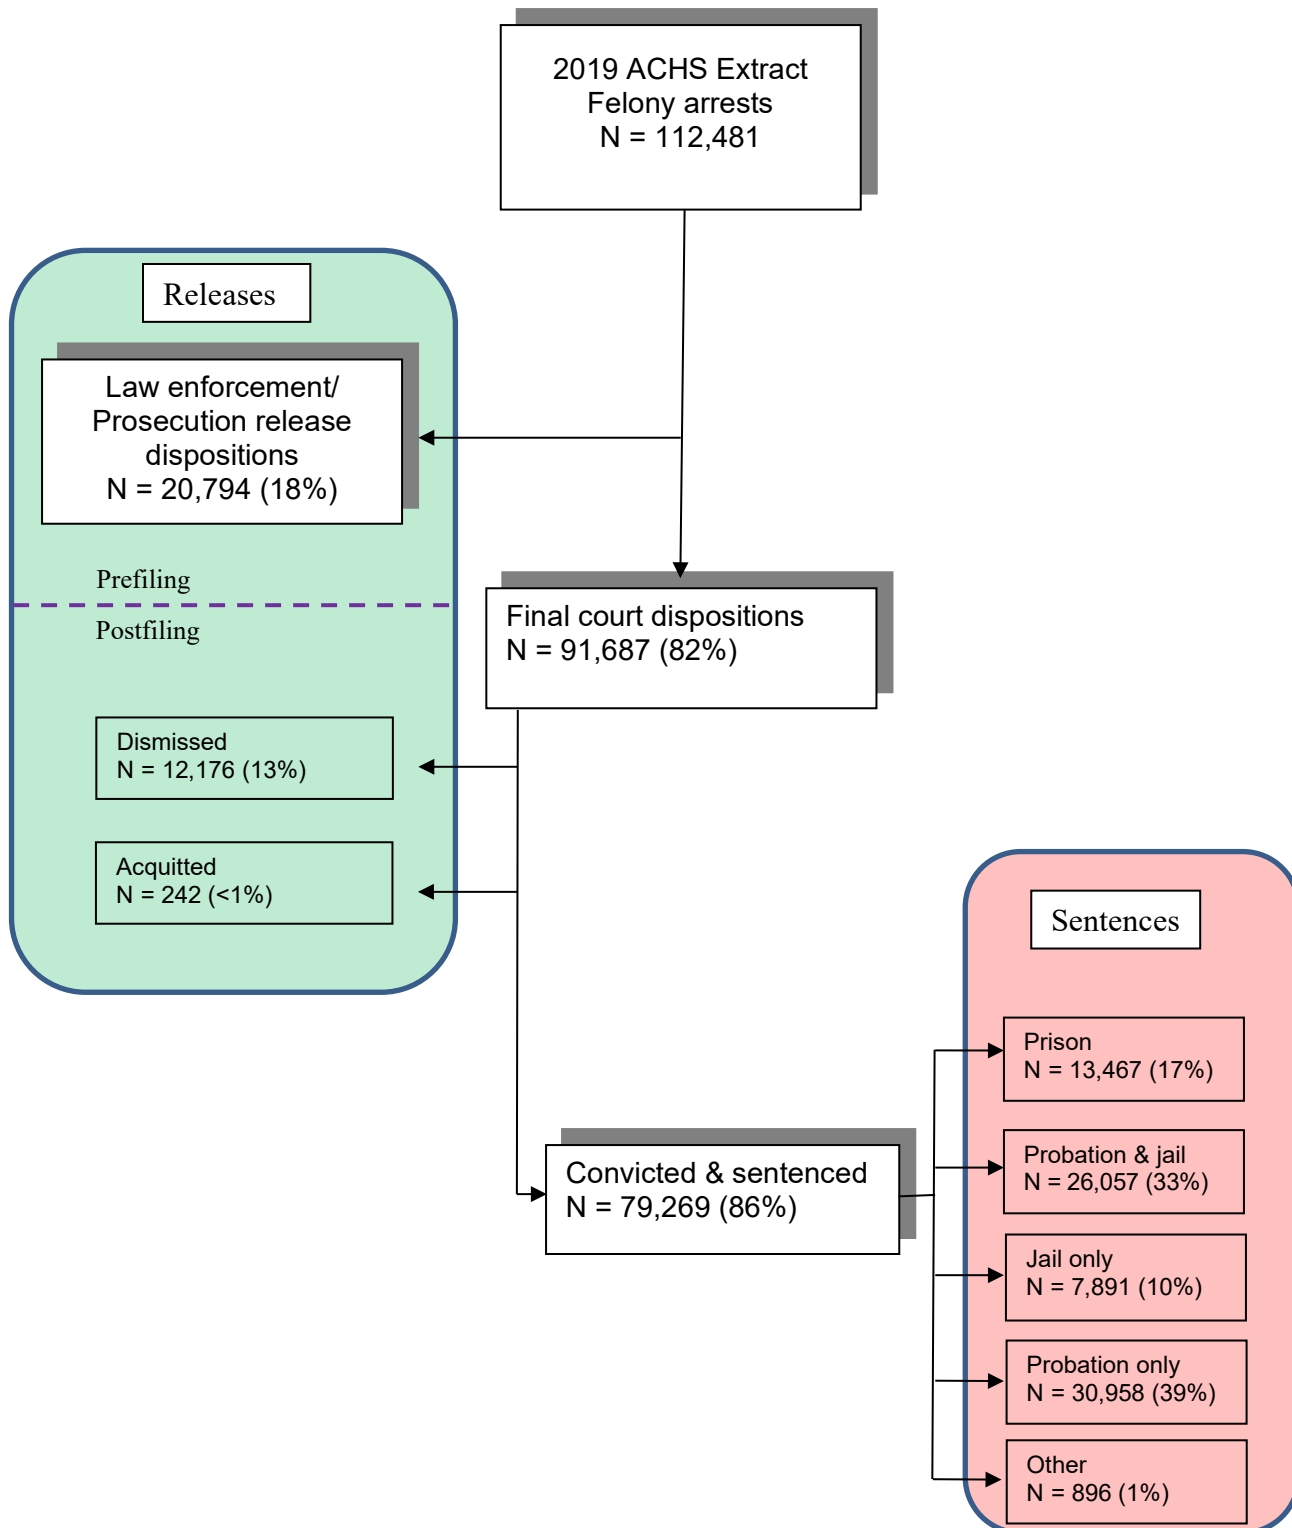 2019 ACHS Extract
Felony arrests
N = 112,481
Releases
Law enforcement/
Prosecution release
dispositions
N = 20,794 (18%)
Prefiling
Postfiling
Final court dispositions
N = 91,687 (82%)
Dismissed
N = 12,176 (13%)
Acquitted
N = 242 (<1%)
Convicted & sentenced
N = 79,269 (86%)
Sentences
Prison
N = 13,467 (17%)
Probation & jail
N = 26,057 (33%)
Jail only
N = 7,891 (10%)
Probation only
N = 30,958 (39%)
Other
N = 896 (1%)